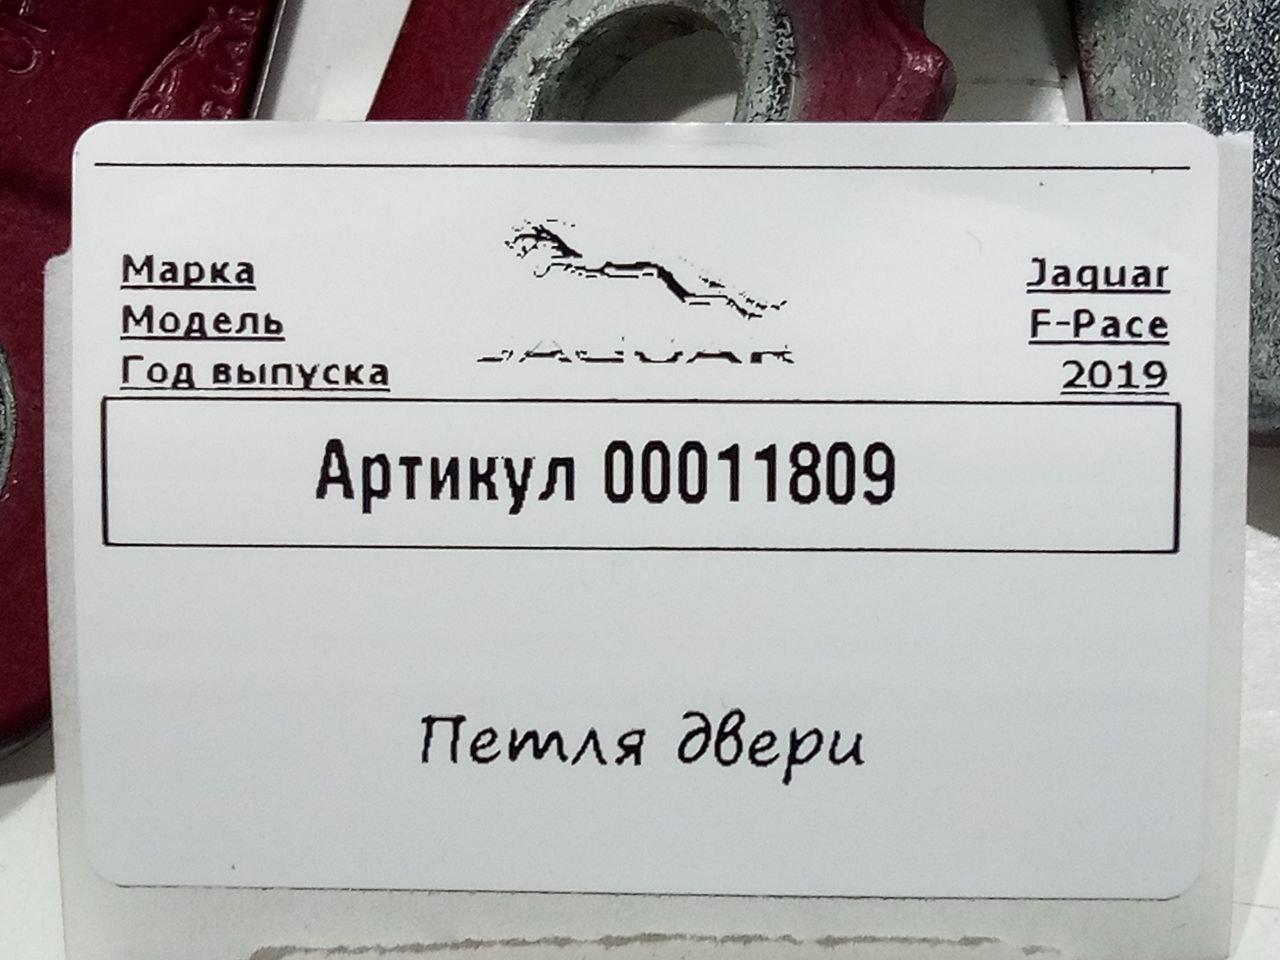 Марка Jaguar
Модель F-Pace
Год выпуска 2019
JAGUAR
Артикул 00011809
Петля двери